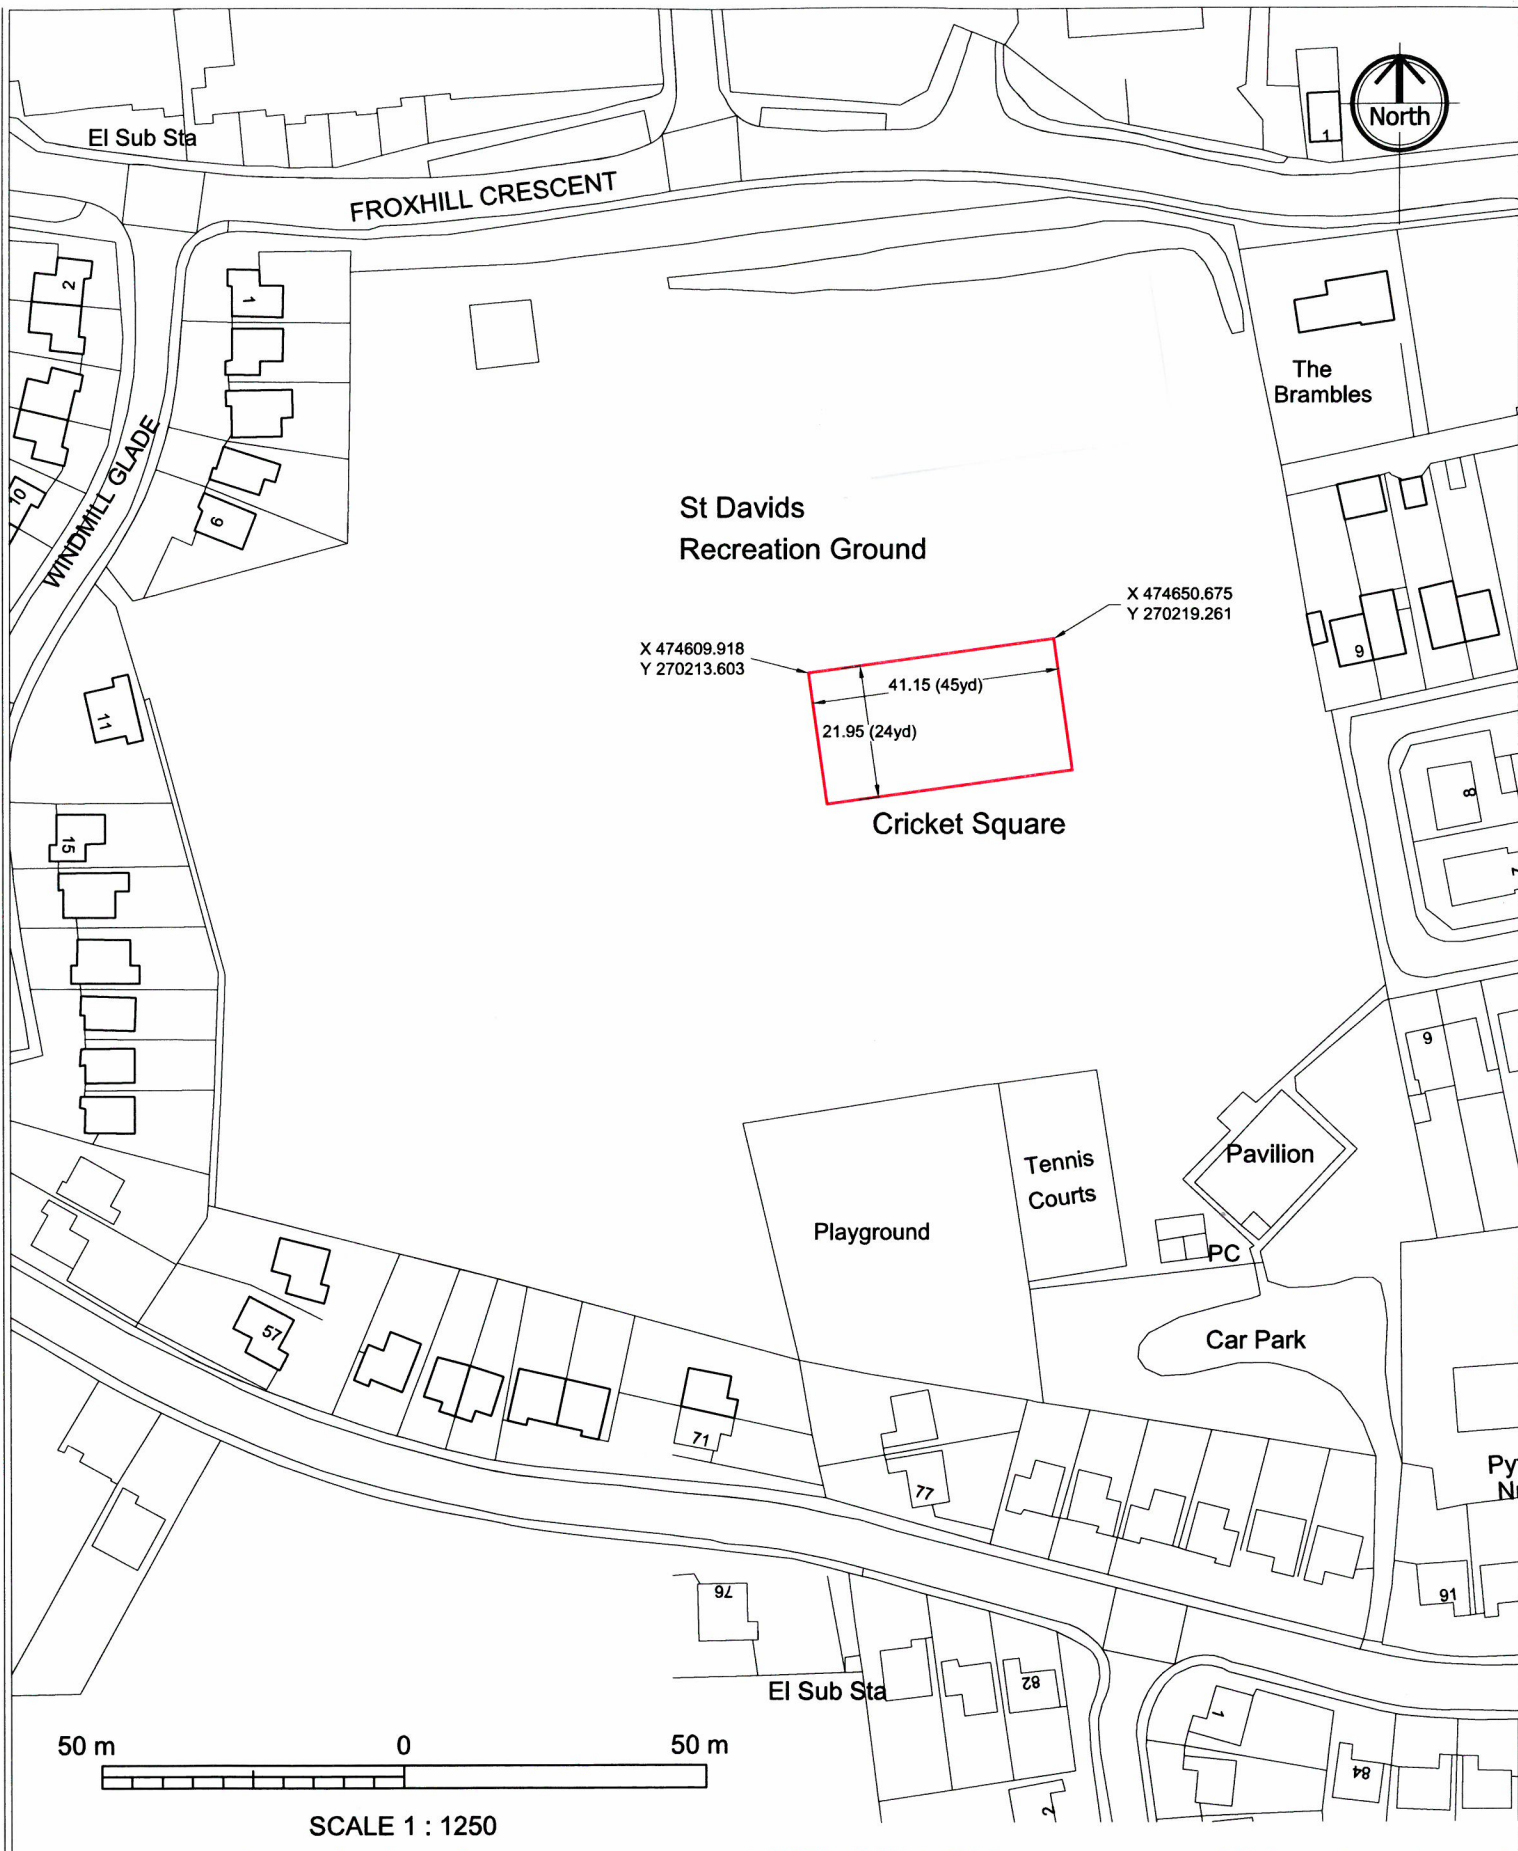 El Sub Sta
North
1
FROXHILL CRESCENT
2
1
The
Brambles
WINDMILL GLADE
10
9
St Davids
Recreation Ground
X 474650.675
Y 270219.261
X 474609.918
Y 270213.603
9
41.15 (45yd)
21.95 (24yd)
11
8
Cricket Square
15
9
Tennis
Courts
Pavilion
Playground
PC
57
Car Park
71
77
76
91
82
El Sub Sta
1
84
2
50 m 0 50 m
SCALE 1 : 1250